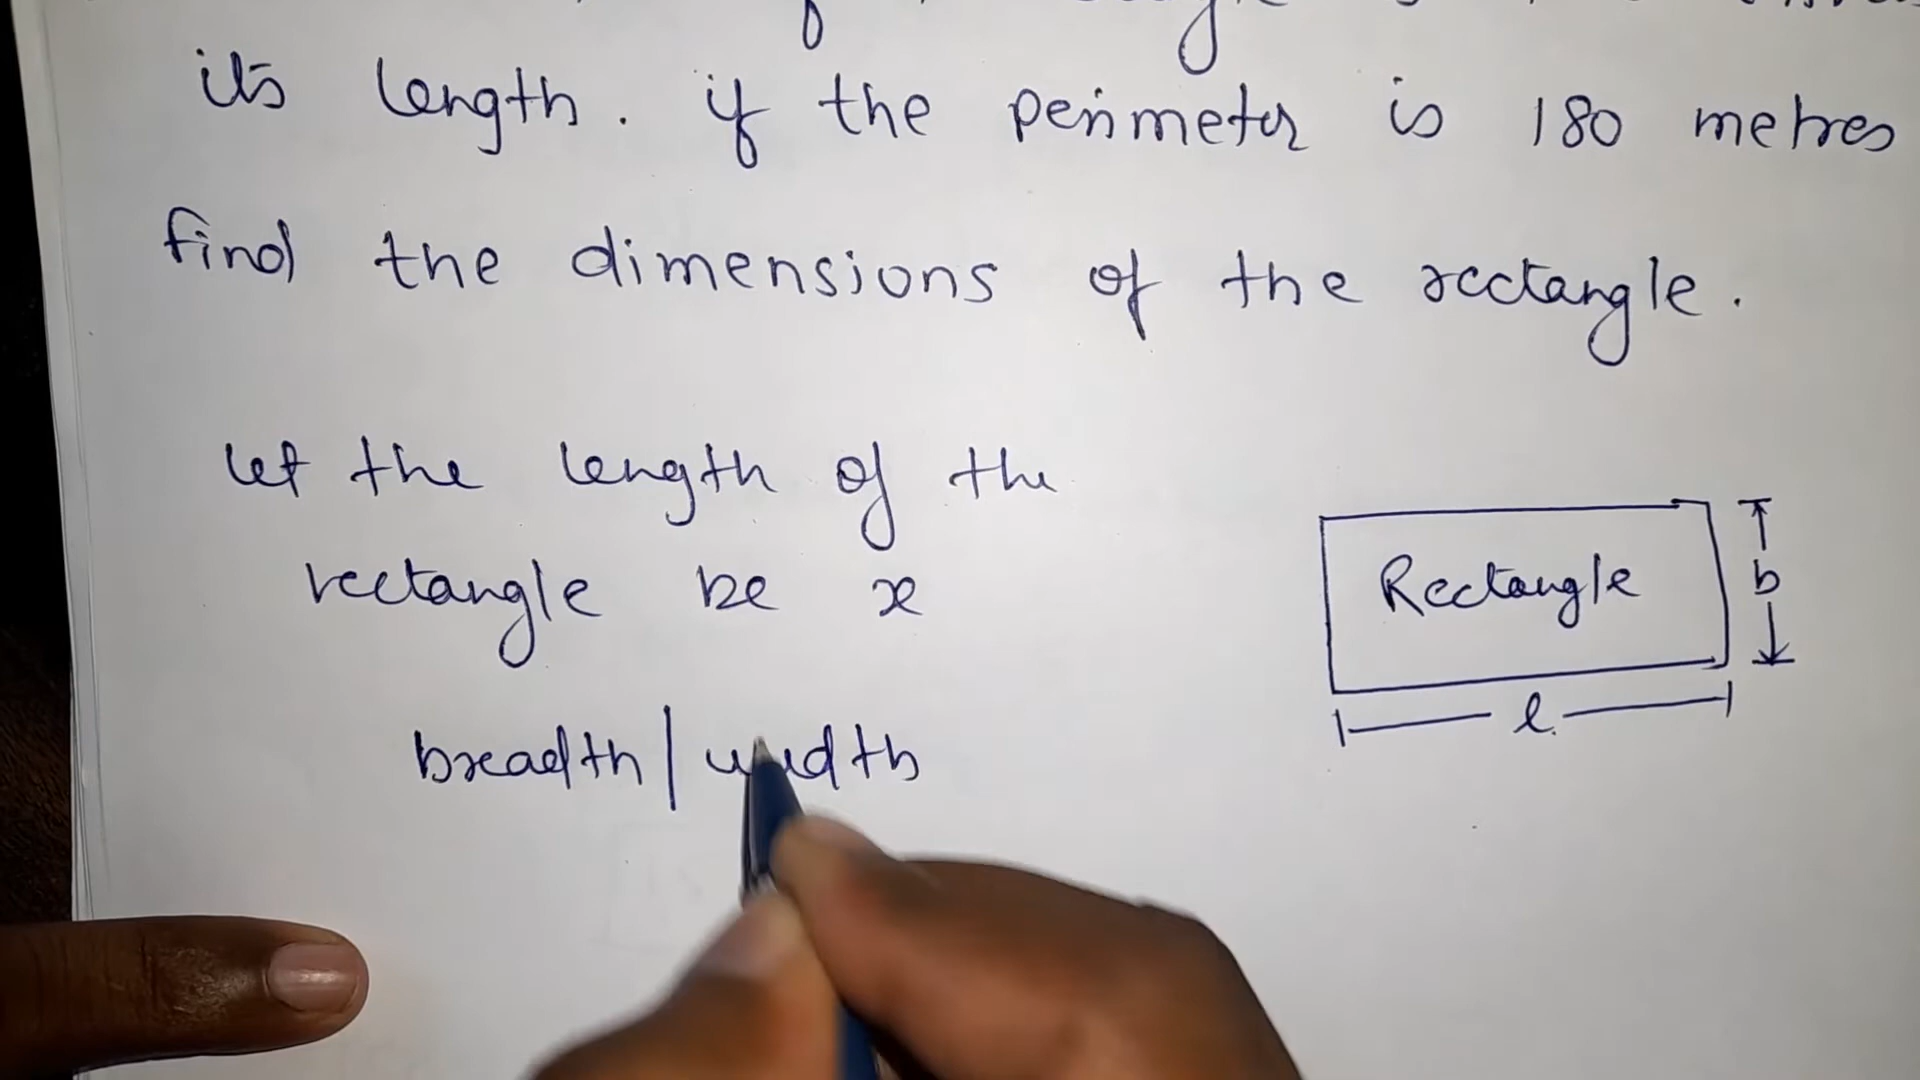 its length. if the perimeter is 180 metres
find the dimensions of the rectangle.
let the length of the
rectangle be x
Rectangle
b
l.
breadth | width